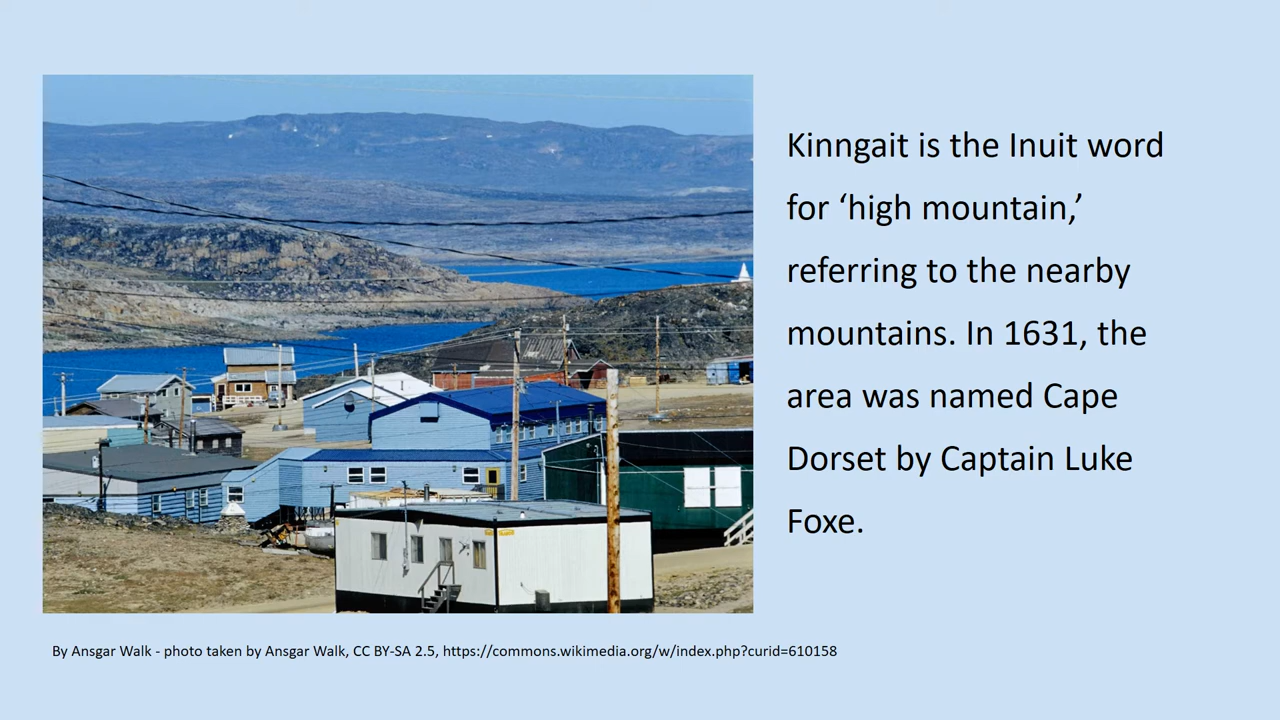 Kinngait is the Inuit word
for ‘high mountain,’
referring to the nearby
mountains. In 1631, the
area was named Cape
Dorset by Captain Luke
Foxe.
By Ansgar Walk - photo taken by Ansgar Walk, CC BY-SA 2.5, https://commons.wikimedia.org/w/index.php?curid=610158